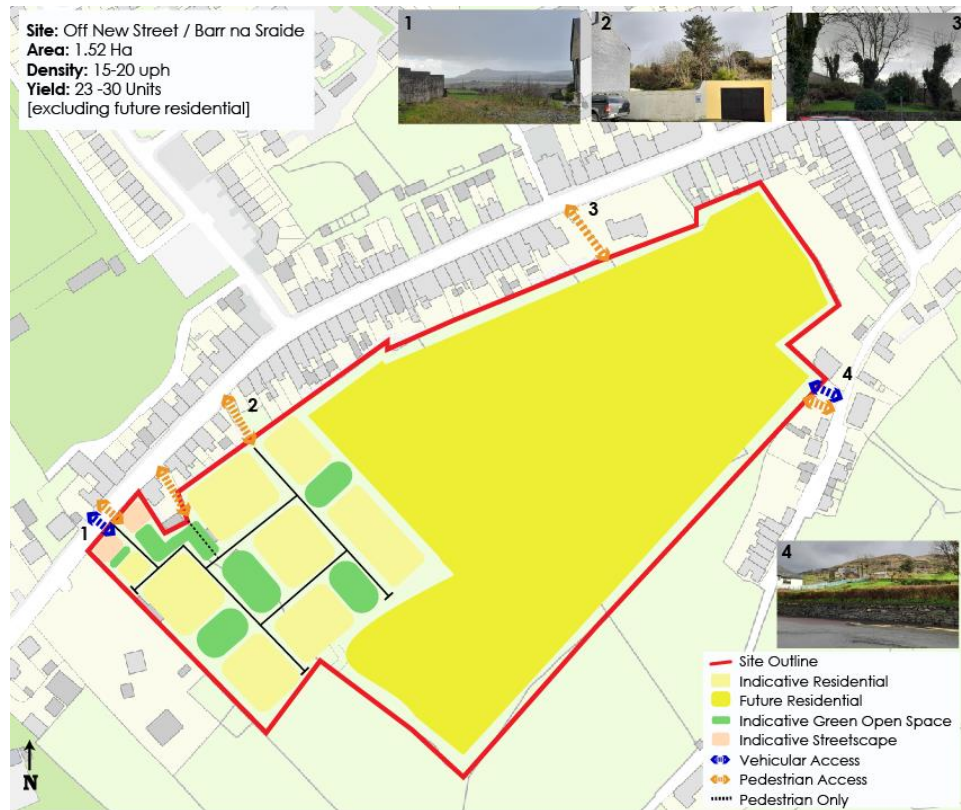 Site: Off New Street / Barr na Sraide
Area: 1.52 Ha
Density: 15-20 uph
Yield: 23 -30 Units
[excluding future residential]
1
2
3
3
2
4
1
4
Site Outline
Indicative Residential
Future Residential
Indicative Green Open Space
Indicative Streetscape
Vehicular Access
Pedestrian Access
Pedestrian Only
N